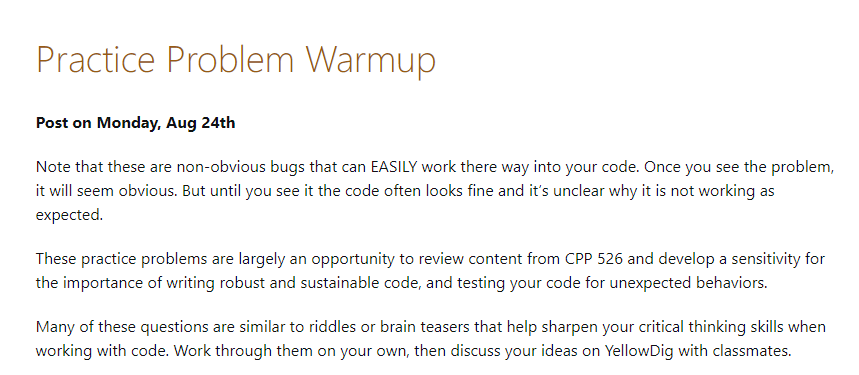 Practice Problem Warmup
Post on Monday, Aug 24th
Note that these are non-obvious bugs that can EASILY work there way into your code. Once you see the problem,
it will seem obvious. But until you see it the code often looks fine and it’s unclear why it is not working as
expected.
These practice problems are largely an opportunity to review content from CPP 526 and develop a sensitivity for
the importance of writing robust and sustainable code, and testing your code for unexpected behaviors.
Many of these questions are similar to riddles or brain teasers that help sharpen your critical thinking skills when
working with code. Work through them on your own, then discuss your ideas on YellowDig with classmates.